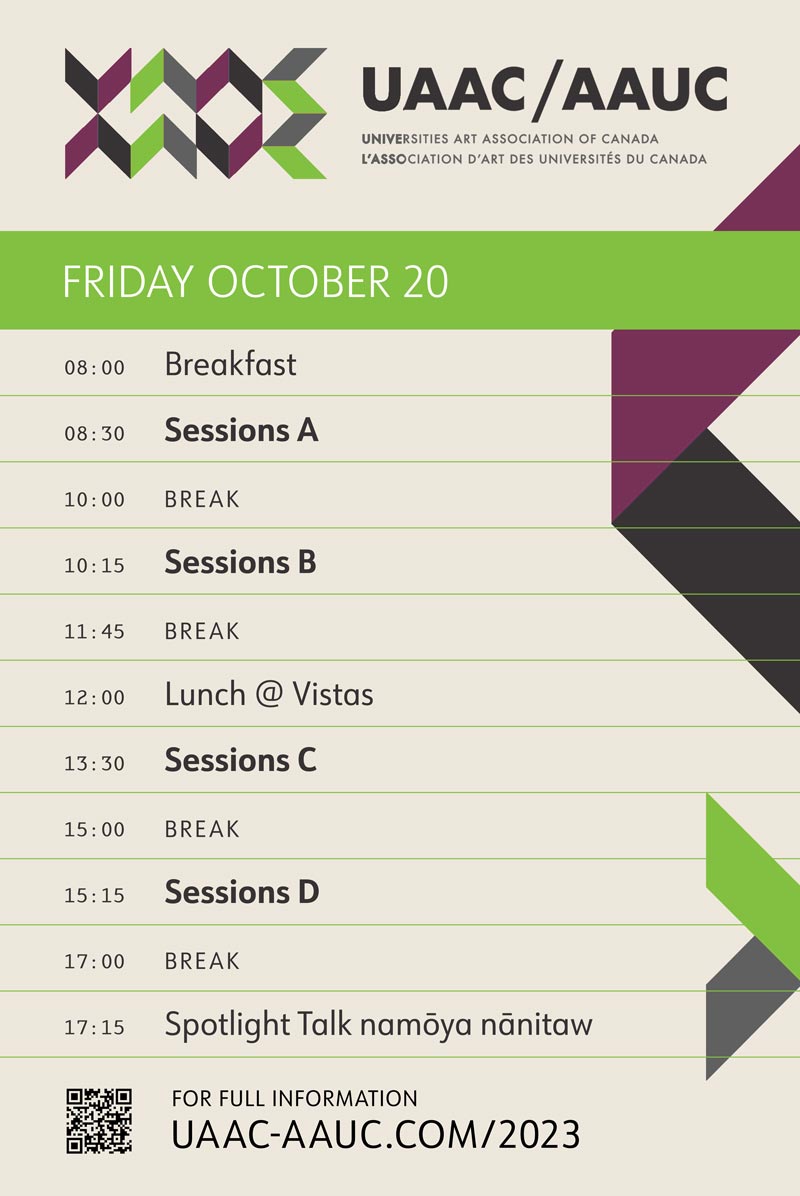 UAAC/AAUC
UNIVERSITIES ART ASSOCIATION OF CANADA
L'ASSOCIATION D'ART DES UNIVERSITÉS DU CANADA
FRIDAY OCTOBER 20
08:00 Breakfast
08:30 Sessions A
10:00 BREAK
10:15 Sessions B
11:45 BREAK
12:00 Lunch @ Vistas
13:30 Sessions C
15:00 BREAK
15:15 Sessions D
17:00 BREAK
17:15 Spotlight Talk namōya nānitaw
FOR FULL INFORMATION
UAAC-AAUC.COM/2023